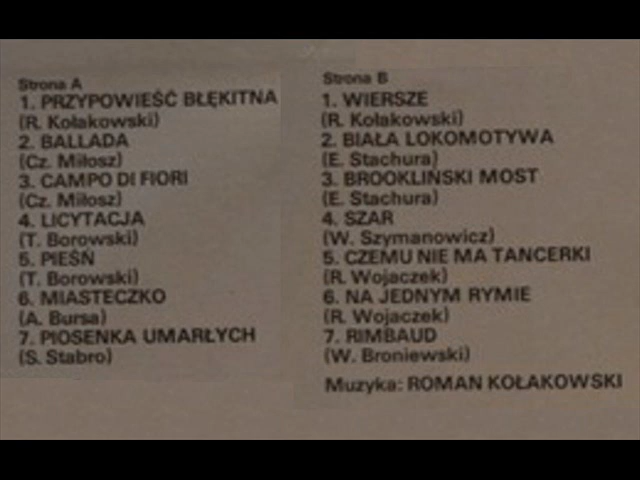 Strona A
1. PRZYPOWIEŚĆ BŁĘKITNA
(R. Kołakowski)
2. BALLADA
(Cz. Miłosz)
3. CAMPO DI FIORI
(Cz. Miłosz)
4. LICYTACJA
(T. Borowski)
5. PIEŚŃ
(T. Borowski)
6. MIASTECZKO
(A. Bursa)
7. PIOSENKA UMARŁYCH
(S. Stabro)
Strona B
1. WIERSZE
(R. Kołakowski)
2. BIAŁA LOKOMOTYWA
(E. Stachura)
3. BROOKLIŃSKI MOST
(E. Stachura)
4. SZAR
(W. Szymanowicz)
5. CZEMU NIE MA TANCERKI
(R. Wojaczek)
6. NA JEDNYM RYMIE
(R. Wojaczek)
7. RIMBAUD
(W. Broniewski)
Muzyka: ROMAN KOŁAKOWSKI